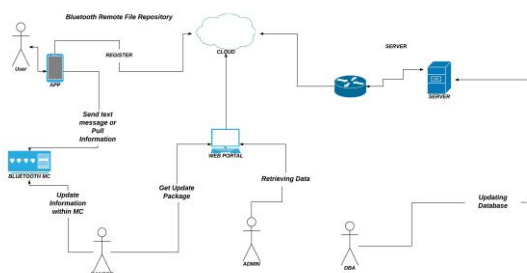 Bluetooth Remote File Repository
REGISTER
CLOUD
SERVER
User
APP
SERVER
Send text
message or
Pull
Information
WEB PORTAL
BLUETOOTH MC
Update
Information
within MC
Get Update
Package
Retrieving Data
Updating
Database
ADMIN
DBA